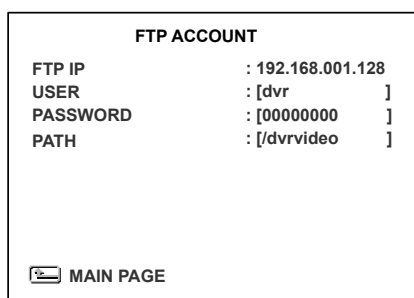 FTP ACCOUNT
FTP IP : 192.168.001.128
USER : [dvr ]
PASSWORD : [00000000 ]
PATH : [/dvrvideo ]
MAIN PAGE